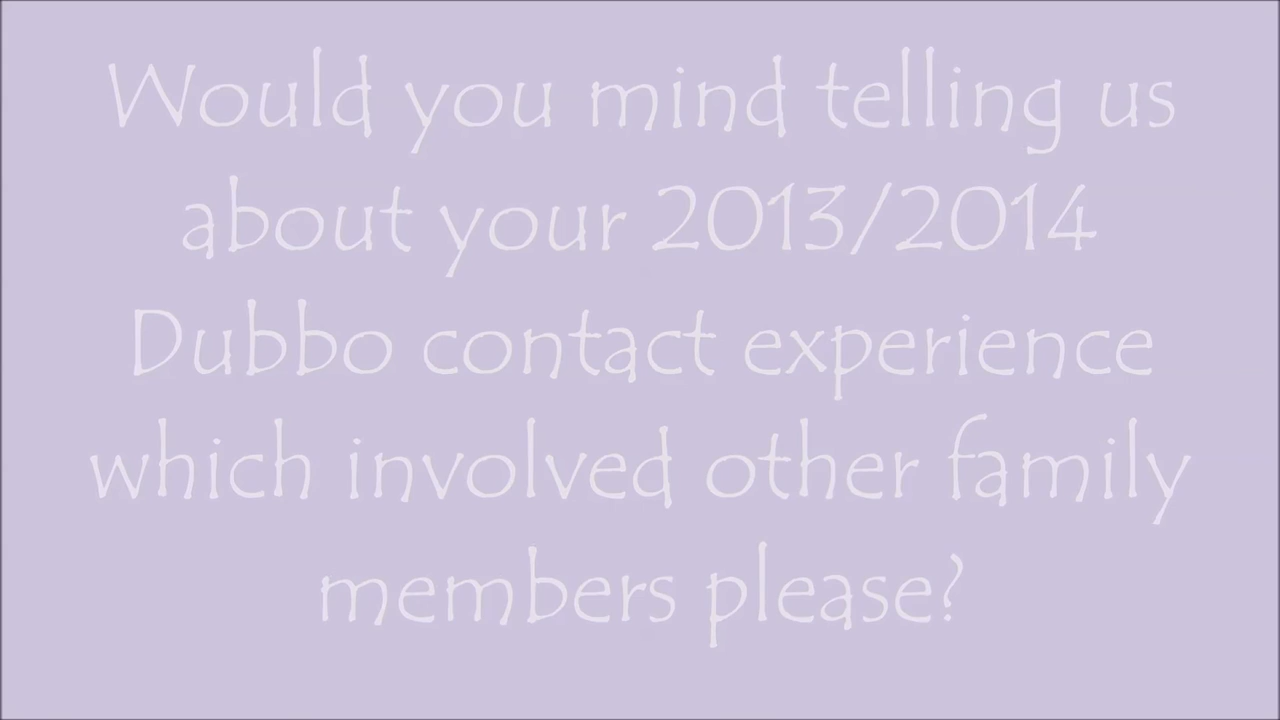 Would you mind telling us
about your 2013/2014
Dubbo contact experience
which involved other family
members please?